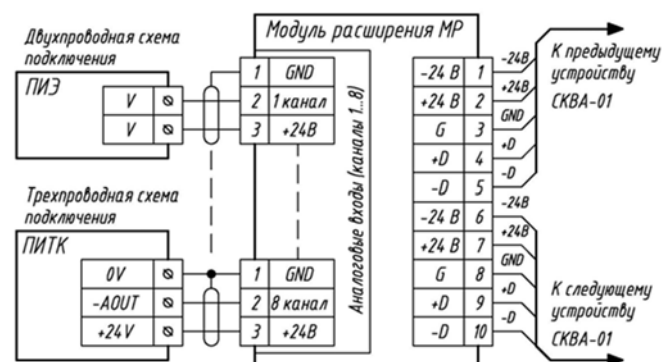 Двухпроводная схема
подключения
ПИЭ
V
V
Модуль расширения МР
1 GND
2 1 канал
3 +24В
Аналоговые входы (каналы 1...8)
Трехпроводная схема
подключения
ПИТК
0V
-AOUT
+24V
1 GND
2 8 канал
3 +24В
-24 В 1 -24В
+24 В 2 +24В
G 3 GND
+D 4 +D
-D 5 -D
-24 В 6 -24В
+24 В 7 +24В
G 8 GND
+D 9 +D
-D 10 -D
К предыдущему
устройству
СКВА-01
К следующему
устройству
СКВА-01